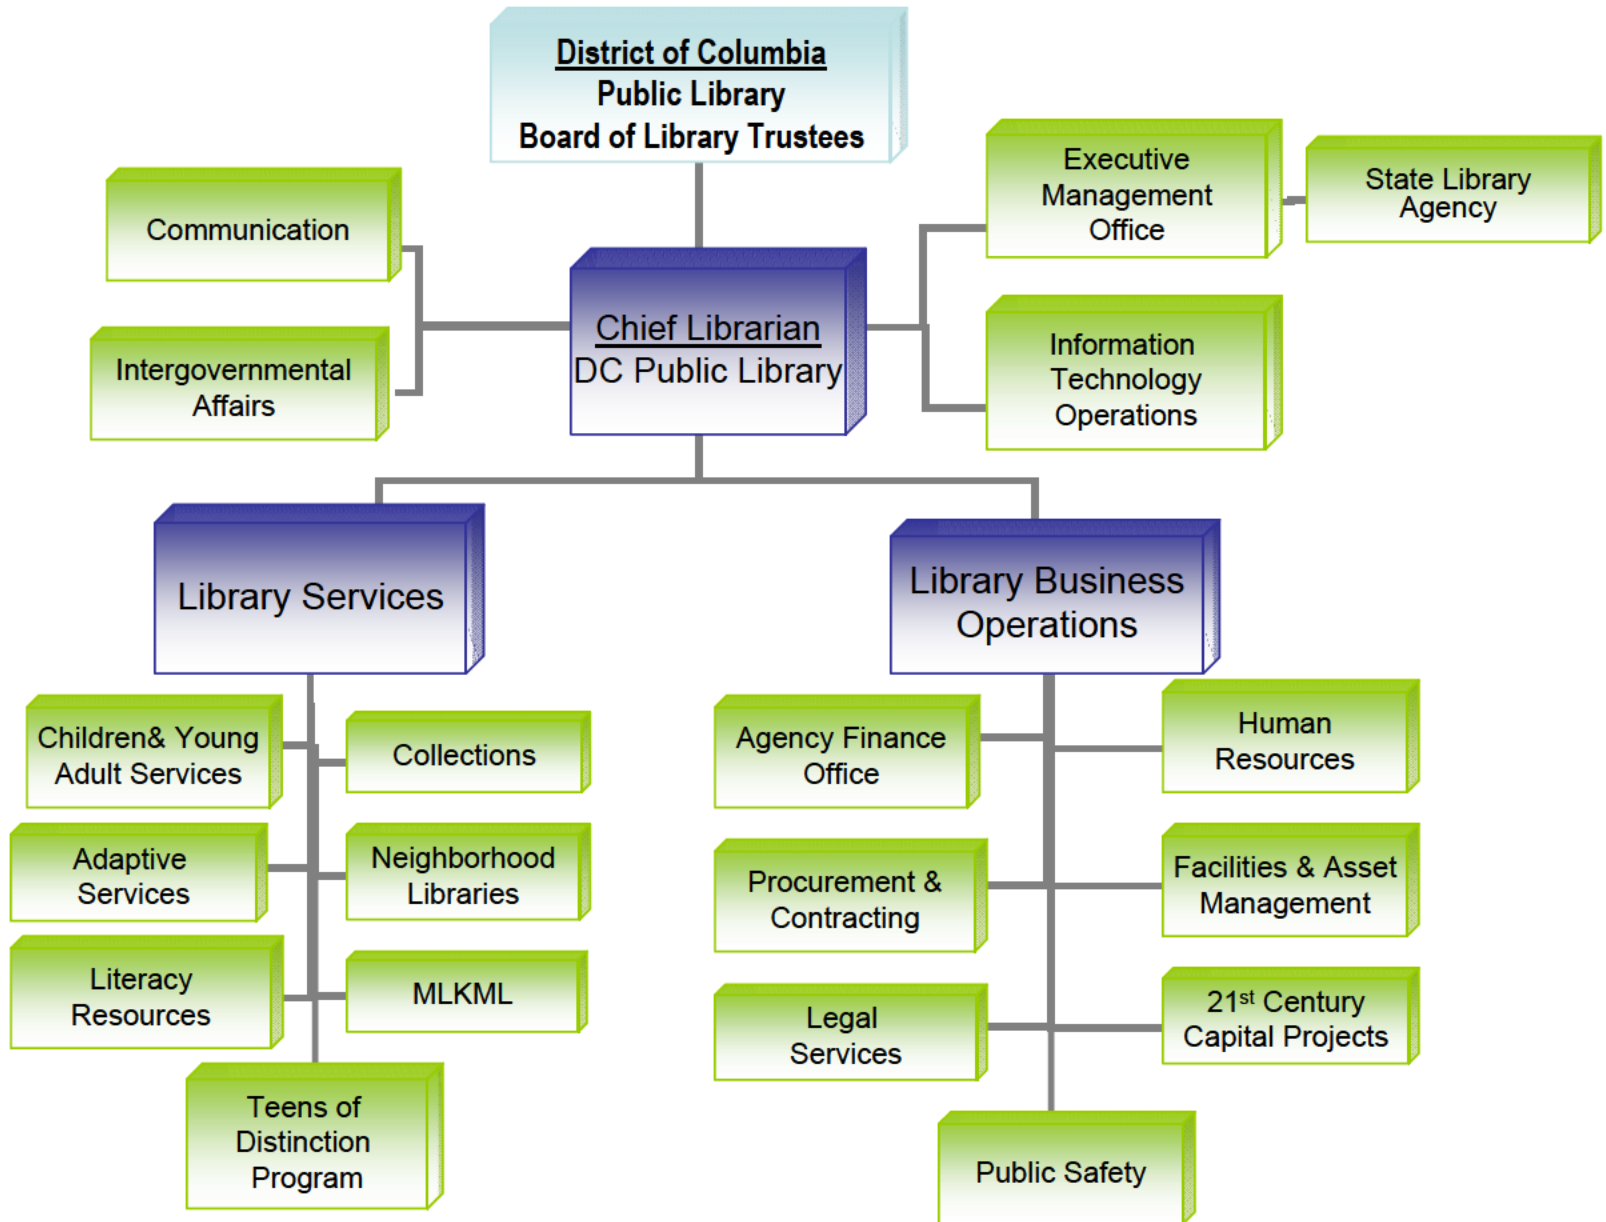 District of Columbia
Public Library
Board of Library Trustees
Executive
Management
Office
State Library
Agency
Communication
Chief Librarian
DC Public Library
Intergovernmental
Affairs
Information
Technology
Operations
Library Services
Library Business
Operations
Children& Young
Adult Services
Collections
Agency Finance
Office
Human
Resources
Adaptive
Services
Neighborhood
Libraries
Procurement &
Contracting
Facilities & Asset
Management
Literacy
Resources
MLKML
Legal
Services
21st Century
Capital Projects
Teens of
Distinction
Program
Public Safety